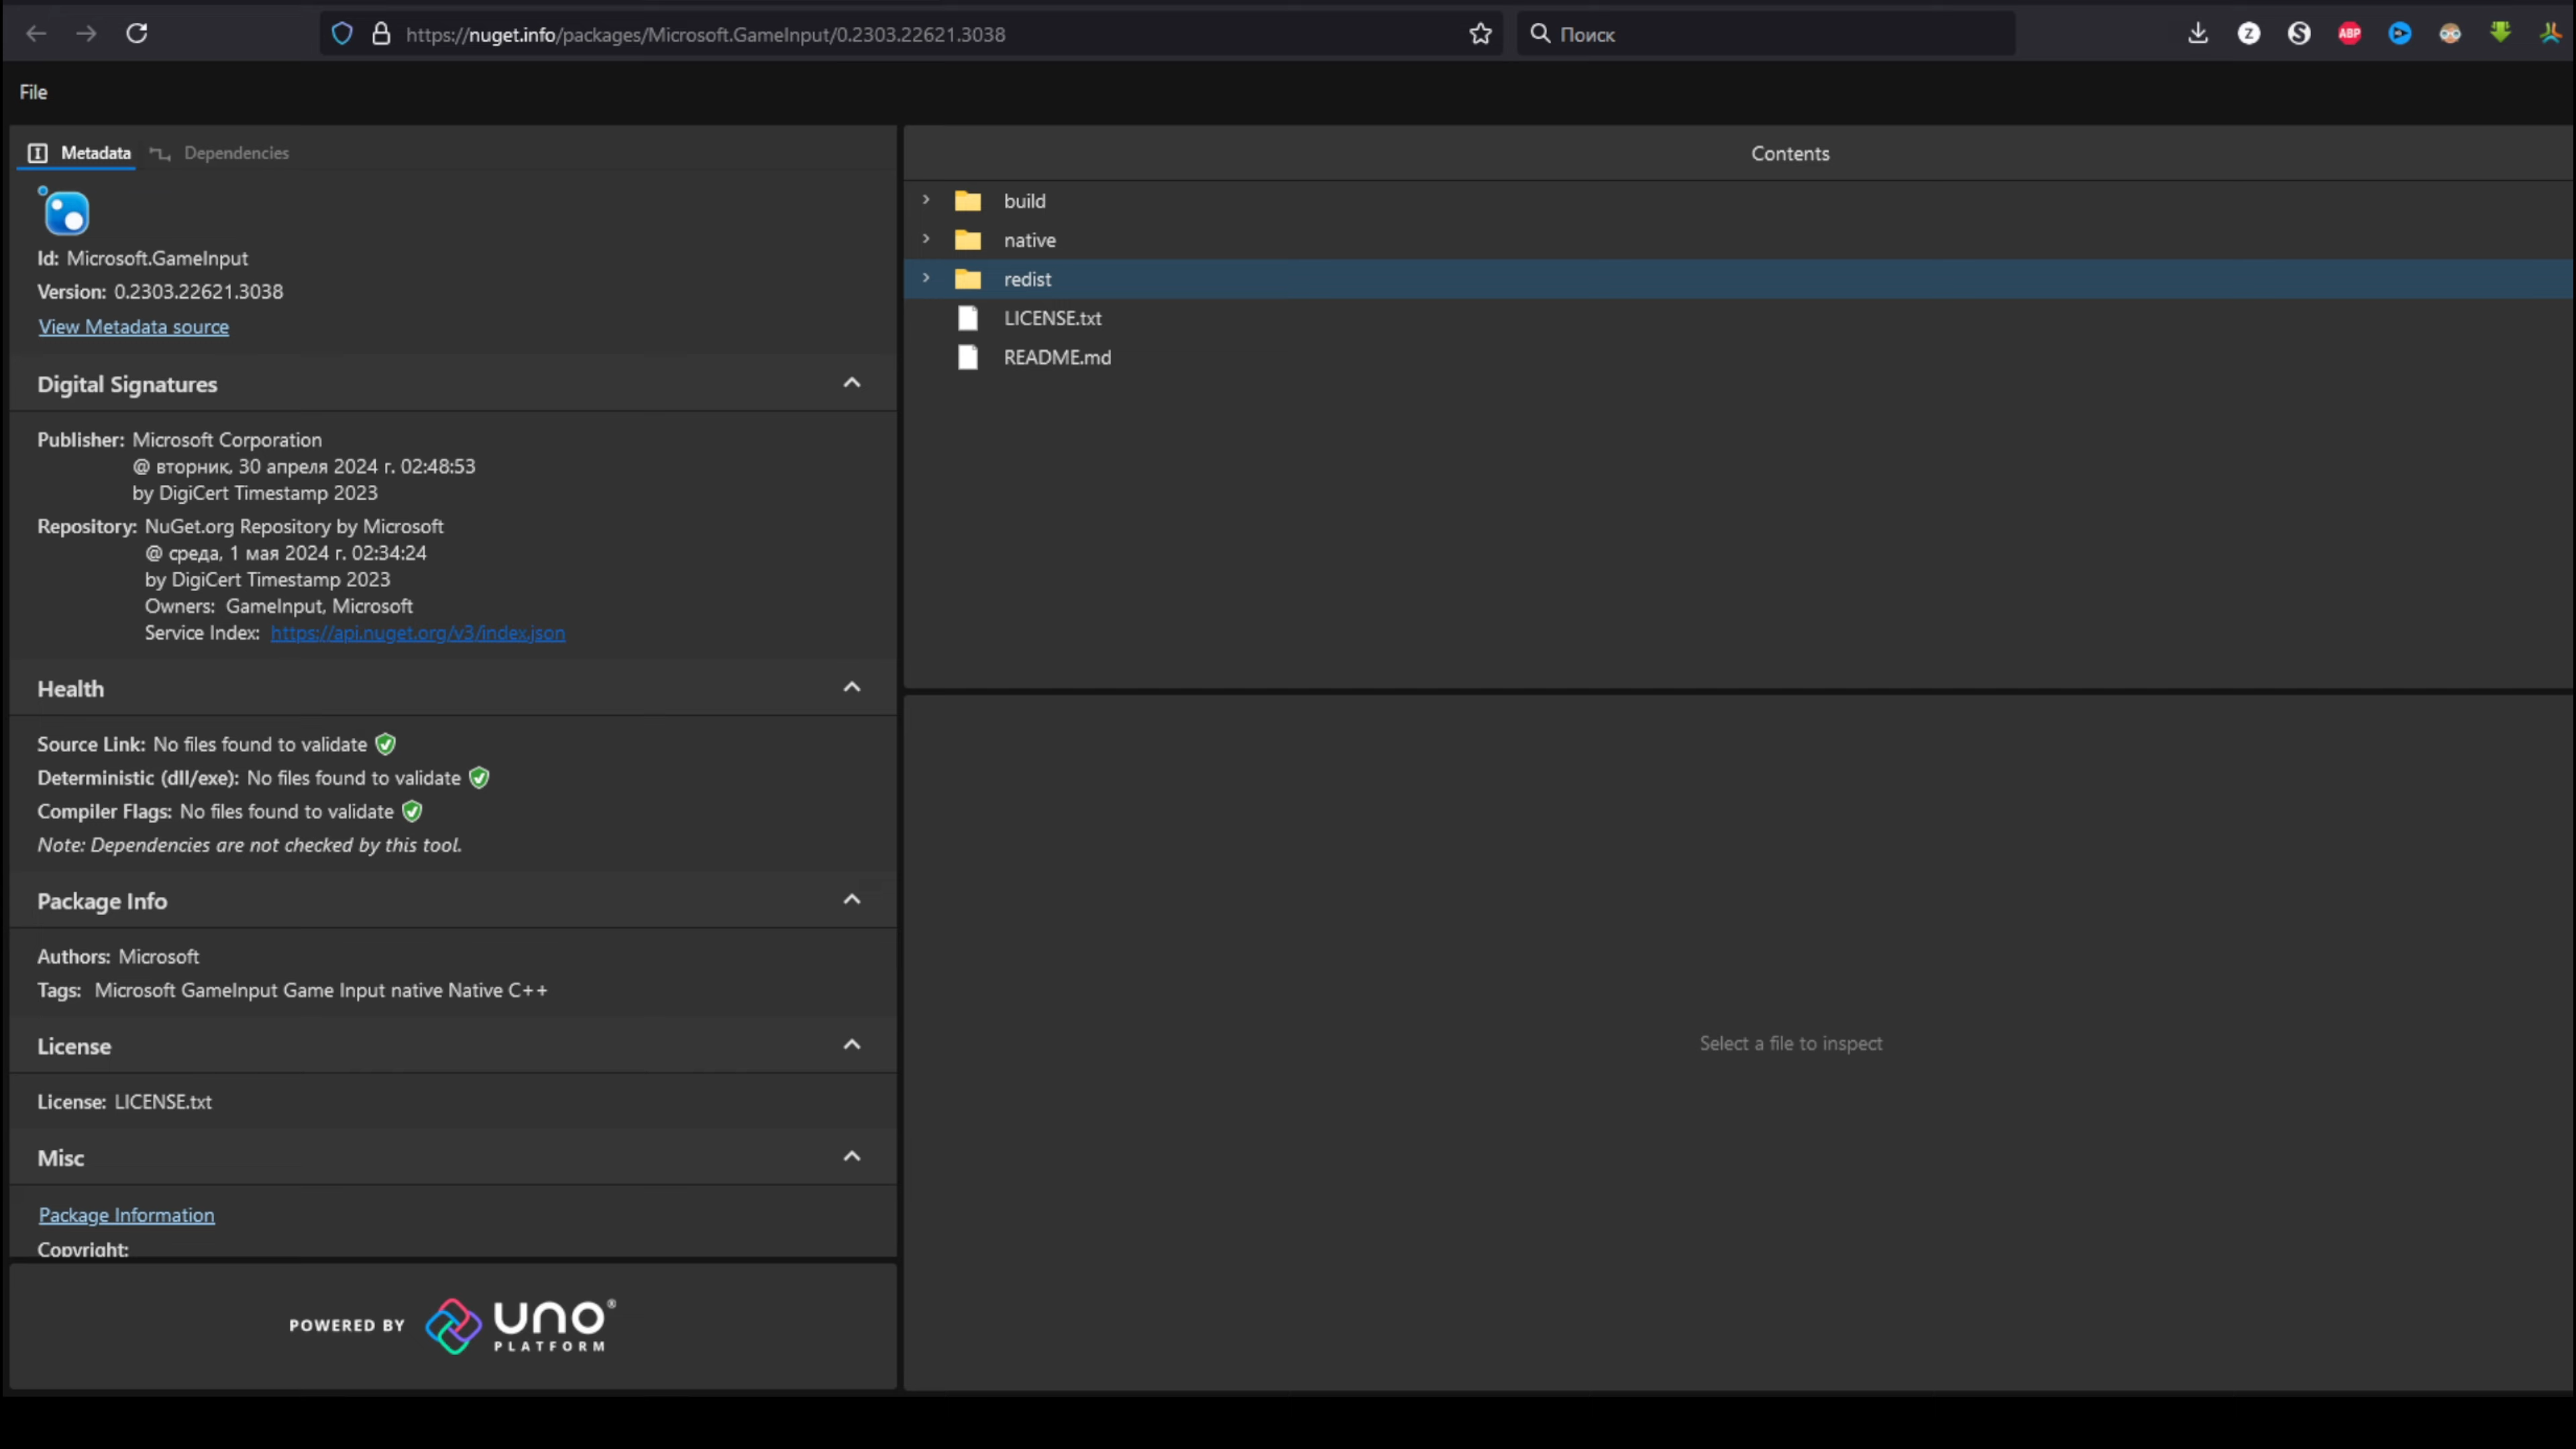 https://nuget.info/packages/Microsoft.GameInput/0.2303.22621.3038
Поиск
Z
S
ABP
File
Metadata
Dependencies
Contents
Id: Microsoft.GameInput
Version: 0.2303.22621.3038
View Metadata source
Digital Signatures
Publisher: Microsoft Corporation
@ вторник, 30 апреля 2024 г. 02:48:53
by DigiCert Timestamp 2023
Repository: NuGet.org Repository by Microsoft
@ среда, 1 мая 2024 г. 02:34:24
by DigiCert Timestamp 2023
Owners: GameInput, Microsoft
Service Index: https://api.nuget.org/v3/index.json
Health
Source Link: No files found to validate
Deterministic (dll/exe): No files found to validate
Compiler Flags: No files found to validate
Note: Dependencies are not checked by this tool.
Package Info
Authors: Microsoft
Tags: Microsoft GameInput Game Input native Native C++
License
License: LICENSE.txt
Misc
Package Information
Copyright:
POWERED BY
uno®
PLATFORM
build
native
redist
LICENSE.txt
README.md
Select a file to inspect